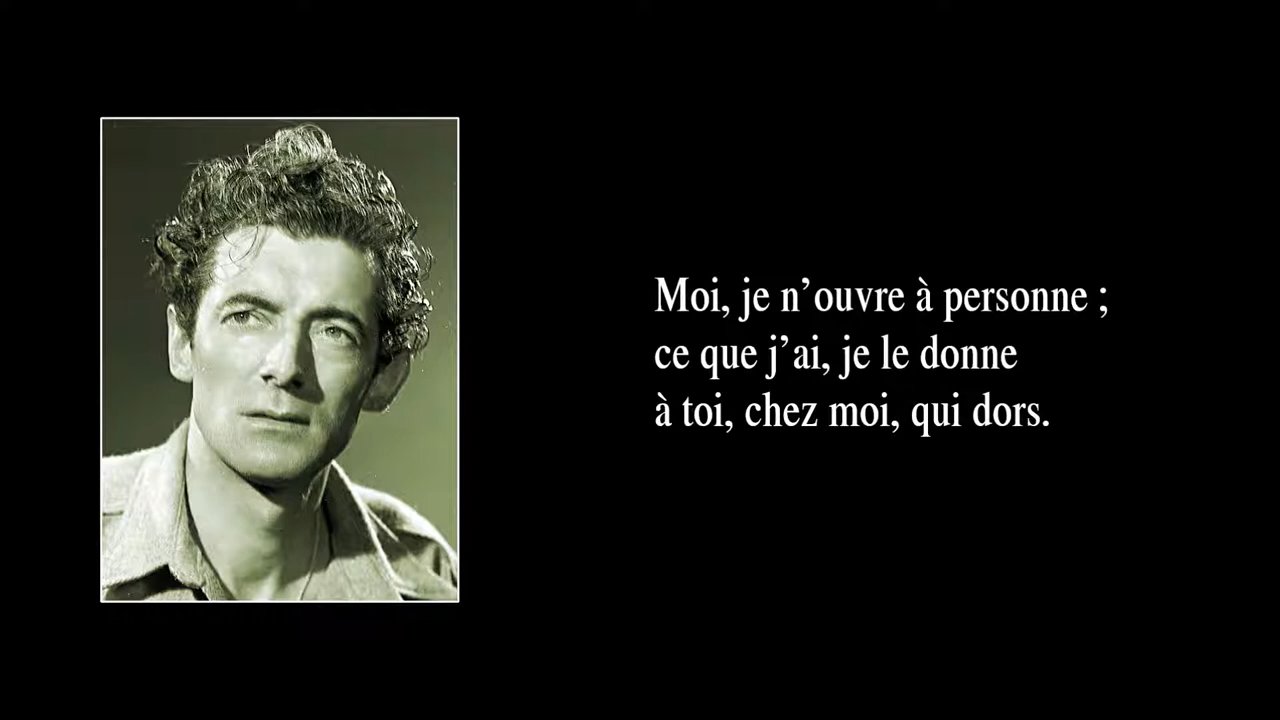 Moi, je n’ouvre à personne ;
ce que j’ai, je le donne
à toi, chez moi, qui dors.